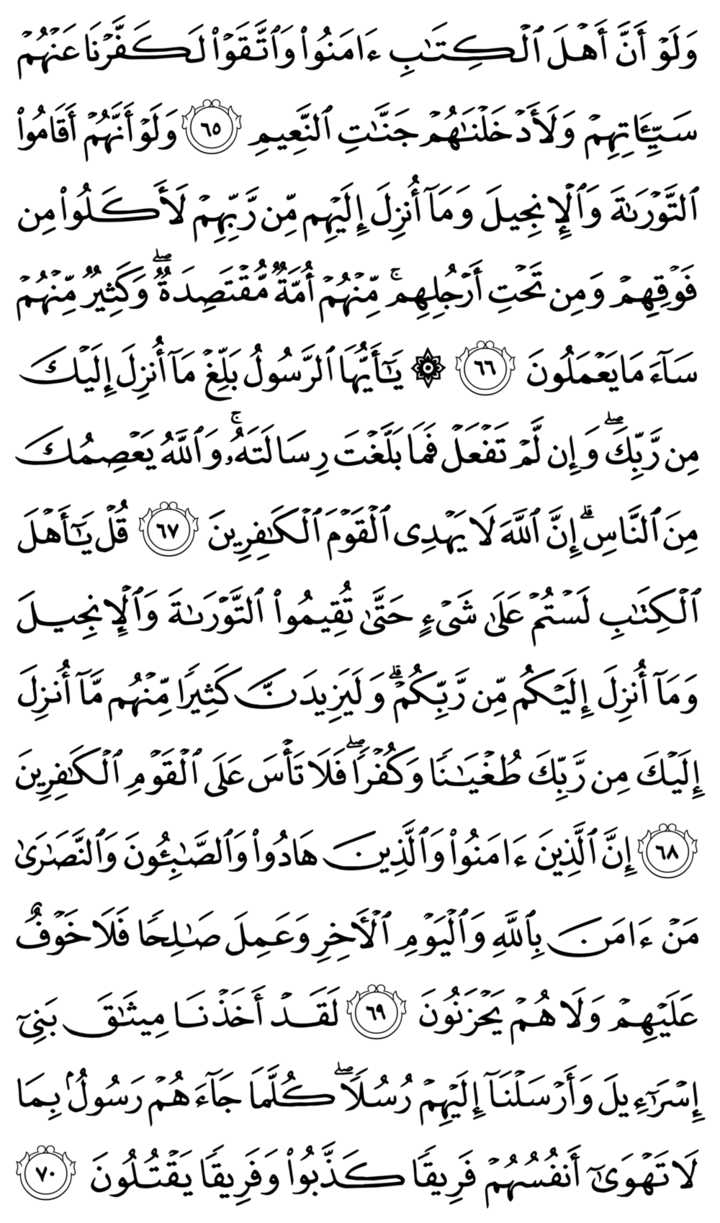 وَلَوۡ أَنَّ أَهۡلَ ٱلۡكِتَٰبِ ءَامَنُواْ وَٱتَّقَوۡاْ لَكَفَّرۡنَا عَنۡهُمۡ
سَيِّـَٔاتِهِمۡ وَلَأَدۡخَلۡنَٰهُمۡ جَنَّٰتِ ٱلنَّعِيمِ ٦٥ وَلَوۡ أَنَّهُمۡ أَقَامُواْ
ٱلتَّوۡرَىٰةَ وَٱلۡإِنجِيلَ وَمَآ أُنزِلَ إِلَيۡهِم مِّن رَّبِّهِمۡ لَأَكَلُواْ مِن
فَوۡقِهِمۡ وَمِن تَحۡتِ أَرۡجُلِهِمۚ مِّنۡهُمۡ أُمَّةٞ مُّقۡتَصِدَةٞۖ وَكَثِيرٞ مِّنۡهُمۡ
سَآءَ مَا يَعۡمَلُونَ ٦٦ ۞ يَٰٓأَيُّهَا ٱلرَّسُولُ بَلِّغۡ مَآ أُنزِلَ إِلَيۡكَ
مِن رَّبِّكَۖ وَإِن لَّمۡ تَفۡعَلۡ فَمَا بَلَّغۡتَ رِسَالَتَهُۥۚ وَٱللَّهُ يَعۡصِمُكَ
مِنَ ٱلنَّاسِۗ إِنَّ ٱللَّهَ لَا يَهۡدِي ٱلۡقَوۡمَ ٱلۡكَٰفِرِينَ ٦٧ قُلۡ يَٰٓأَهۡلَ
ٱلۡكِتَٰبِ لَسۡتُمۡ عَلَىٰ شَيۡءٍ حَتَّىٰ تُقِيمُواْ ٱلتَّوۡرَىٰةَ وَٱلۡإِنجِيلَ
وَمَآ أُنزِلَ إِلَيۡكُم مِّن رَّبِّكُمۡۗ وَلَيَزِيدَنَّ كَثِيرٗا مِّنۡهُم مَّآ أُنزِلَ
إِلَيۡكَ مِن رَّبِّكَ طُغۡيَٰنٗا وَكُفۡرٗاۖ فَلَا تَأۡسَ عَلَى ٱلۡقَوۡمِ ٱلۡكَٰفِرِينَ
٦٨ إِنَّ ٱلَّذِينَ ءَامَنُواْ وَٱلَّذِينَ هَادُواْ وَٱلصَّٰبِـُٔونَ وَٱلنَّصَٰرَىٰ
مَنۡ ءَامَنَ بِٱللَّهِ وَٱلۡيَوۡمِ ٱلۡأٓخِرِ وَعَمِلَ صَٰلِحٗا فَلَا خَوۡفٌ
عَلَيۡهِمۡ وَلَا هُمۡ يَحۡزَنُونَ ٦٩ لَقَدۡ أَخَذۡنَا مِيثَٰقَ بَنِيٓ
إِسۡرَٰٓءِيلَ وَأَرۡسَلۡنَآ إِلَيۡهِمۡ رُسُلٗاۖ كُلَّمَا جَآءَهُمۡ رَسُولُۢ بِمَا
لَا تَهۡوَىٰٓ أَنفُسُهُمۡ فَرِيقٗا كَذَّبُواْ وَفَرِيقٗا يَقۡتُلُونَ ٧٠